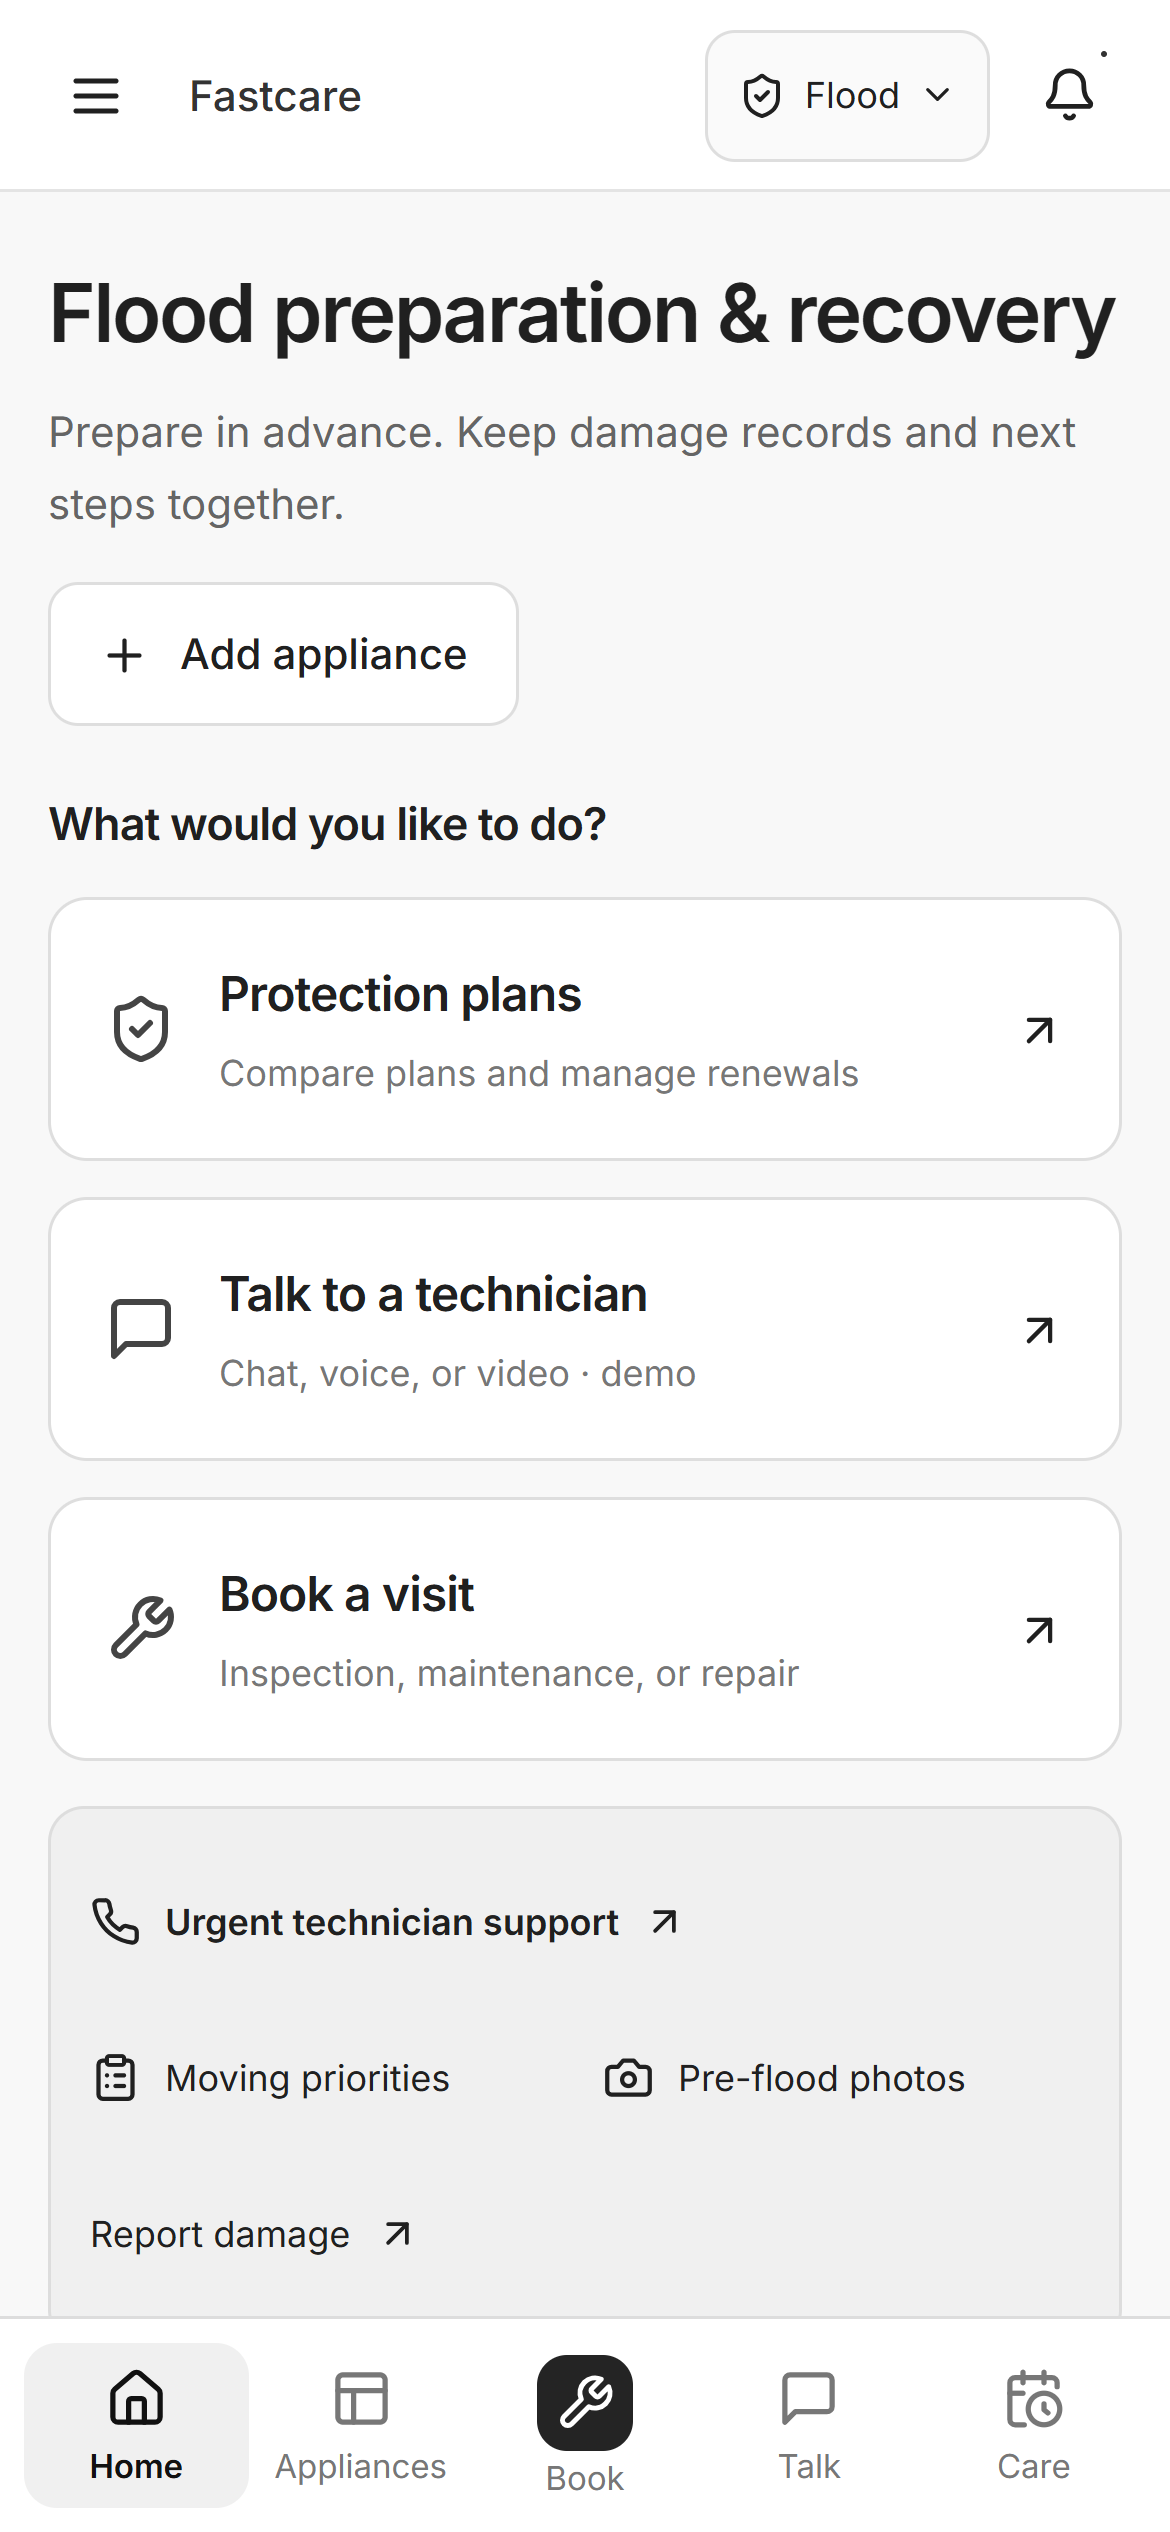 Fastcare
Flood
Flood preparation & recovery
Prepare in advance. Keep damage records and next
steps together.
Add appliance
What would you like to do?
Protection plans
Compare plans and manage renewals
Talk to a technician
Chat, voice, or video · demo
Book a visit
Inspection, maintenance, or repair
Urgent technician support
Moving priorities
Pre-flood photos
Report damage
Home
Appliances
Book
Talk
Care